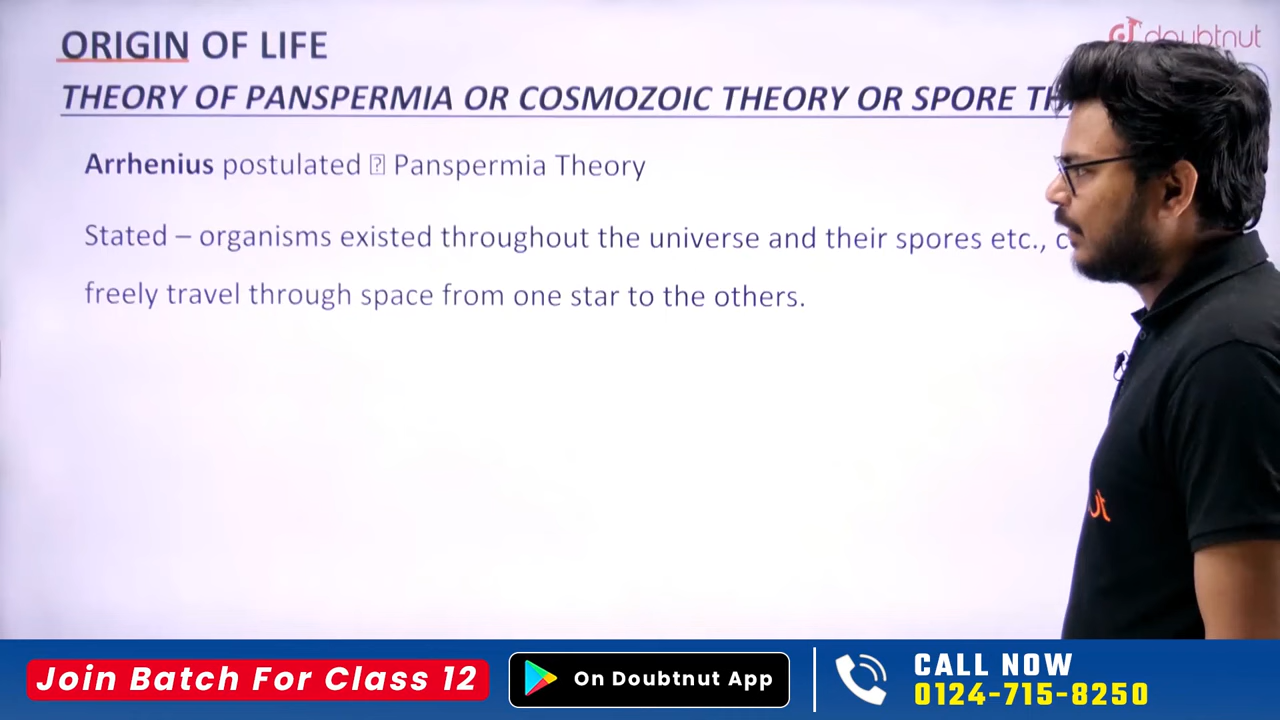 ORIGIN OF LIFE
doubtnut
THEORY OF PANSPERMIA OR COSMOZOIC THEORY OR SPORE
Arrhenius postulated Panspermia Theory
Stated – organisms existed throughout the universe and their spores etc.,
freely travel through space from one star to the others.
Join Batch For Class 12
On Doubtnut App
CALL NOW
0124-715-8250